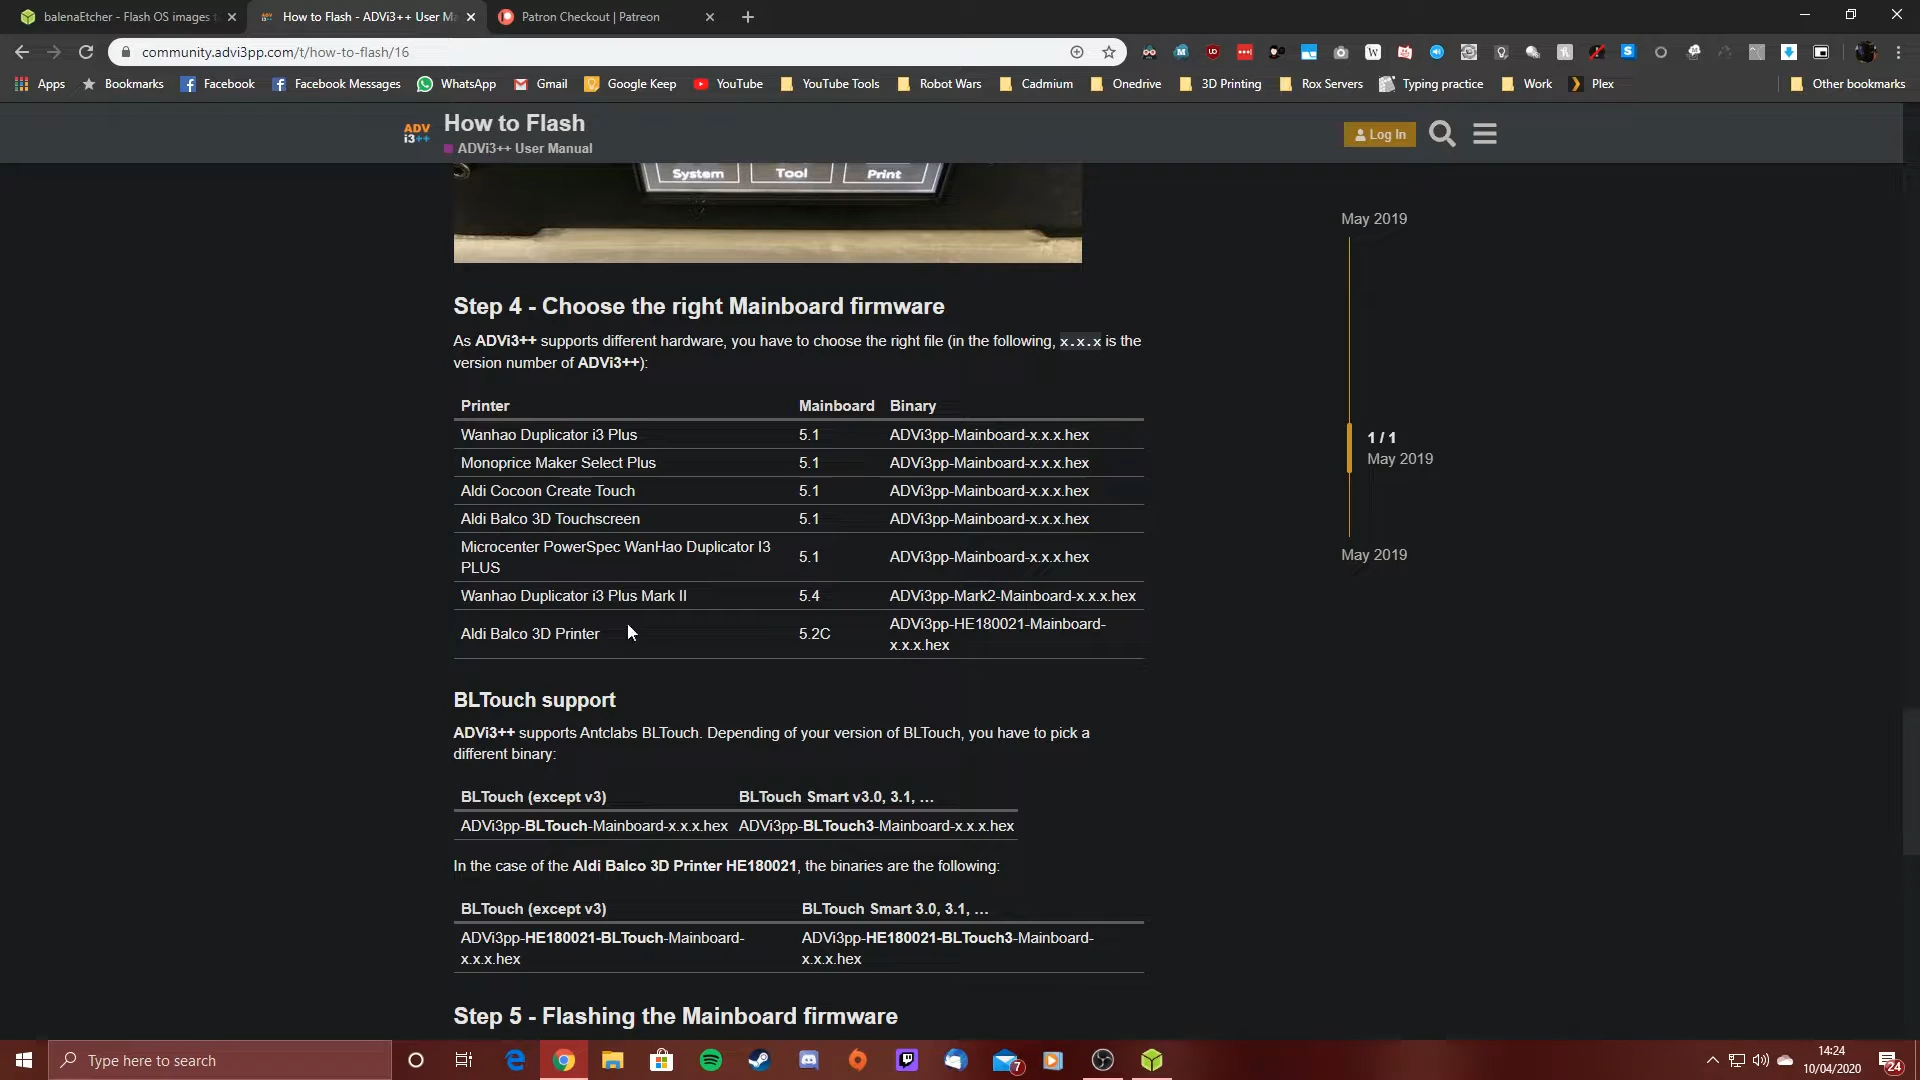 balenaEtcher - Flash OS images t
How to Flash - ADVi3++ User Ma
Patron Checkout | Patreon
community.advi3pp.com/t/how-to-flash/16
Apps
Bookmarks
Facebook
Facebook Messages
WhatsApp
Gmail
Google Keep
YouTube
YouTube Tools
Robot Wars
Cadmium
Onedrive
3D Printing
Rox Servers
Typing practice
Work
Plex
Other bookmarks
ADV
i3++
How to Flash
ADVi3++ User Manual
Log In
System Tool Print
May 2019
Step 4 - Choose the right Mainboard firmware
As ADVi3++ supports different hardware, you have to choose the right file (in the following, x.x.x is the
version number of ADVi3++):
Printer Mainboard Binary
Wanhao Duplicator i3 Plus 5.1 ADVi3pp-Mainboard-x.x.x.hex
1 / 1
May 2019
Monoprice Maker Select Plus 5.1 ADVi3pp-Mainboard-x.x.x.hex
Aldi Cocoon Create Touch 5.1 ADVi3pp-Mainboard-x.x.x.hex
Aldi Balco 3D Touchscreen 5.1 ADVi3pp-Mainboard-x.x.x.hex
Microcenter PowerSpec WanHao Duplicator I3
PLUS 5.1 ADVi3pp-Mainboard-x.x.x.hex
May 2019
Wanhao Duplicator i3 Plus Mark II 5.4 ADVi3pp-Mark2-Mainboard-x.x.x.hex
Aldi Balco 3D Printer 5.2C ADVi3pp-HE180021-Mainboard-
x.x.x.hex
BLTouch support
ADVi3++ supports Antclabs BLTouch. Depending of your version of BLTouch, you have to pick a
different binary:
BLTouch (except v3) BLTouch Smart v3.0, 3.1, …
ADVi3pp-BLTouch-Mainboard-x.x.x.hex ADVi3pp-BLTouch3-Mainboard-x.x.x.hex
In the case of the Aldi Balco 3D Printer HE180021, the binaries are the following:
BLTouch (except v3) BLTouch Smart 3.0, 3.1, …
ADVi3pp-HE180021-BLTouch-Mainboard- ADVi3pp-HE180021-BLTouch3-Mainboard-
x.x.x.hex x.x.x.hex
Step 5 - Flashing the Mainboard firmware
Type here to search
7
14:24
10/04/2020
24